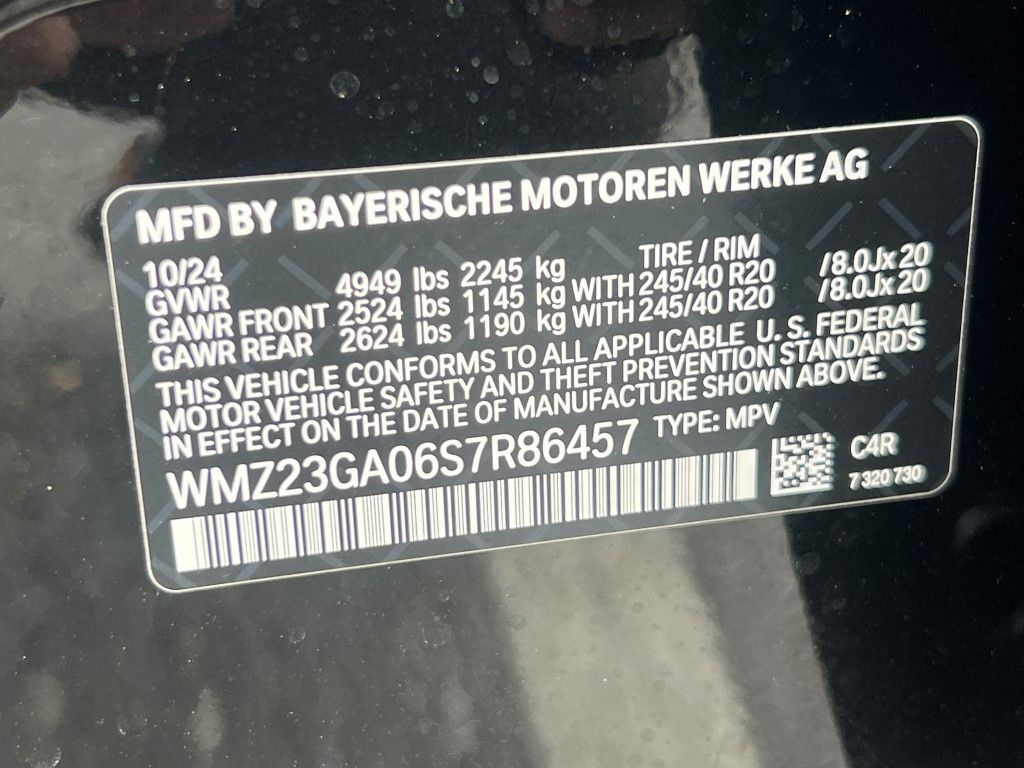 MFD BY BAYERISCHE MOTOREN WERKE AG
10/24 TIRE / RIM
GVWR 4949 lbs 2245 kg
GAWR FRONT 2524 lbs 1145 kg WITH 245/40 R20 /8.0Jx20
GAWR REAR 2624 lbs 1190 kg WITH 245/40 R20 /8.0Jx20
THIS VEHICLE CONFORMS TO ALL APPLICABLE U.S. FEDERAL
MOTOR VEHICLE SAFETY AND THEFT PREVENTION STANDARDS
IN EFFECT ON THE DATE OF MANUFACTURE SHOWN ABOVE.
WMZ23GA06S7R86457 TYPE: MPV
C4R
7 320 730